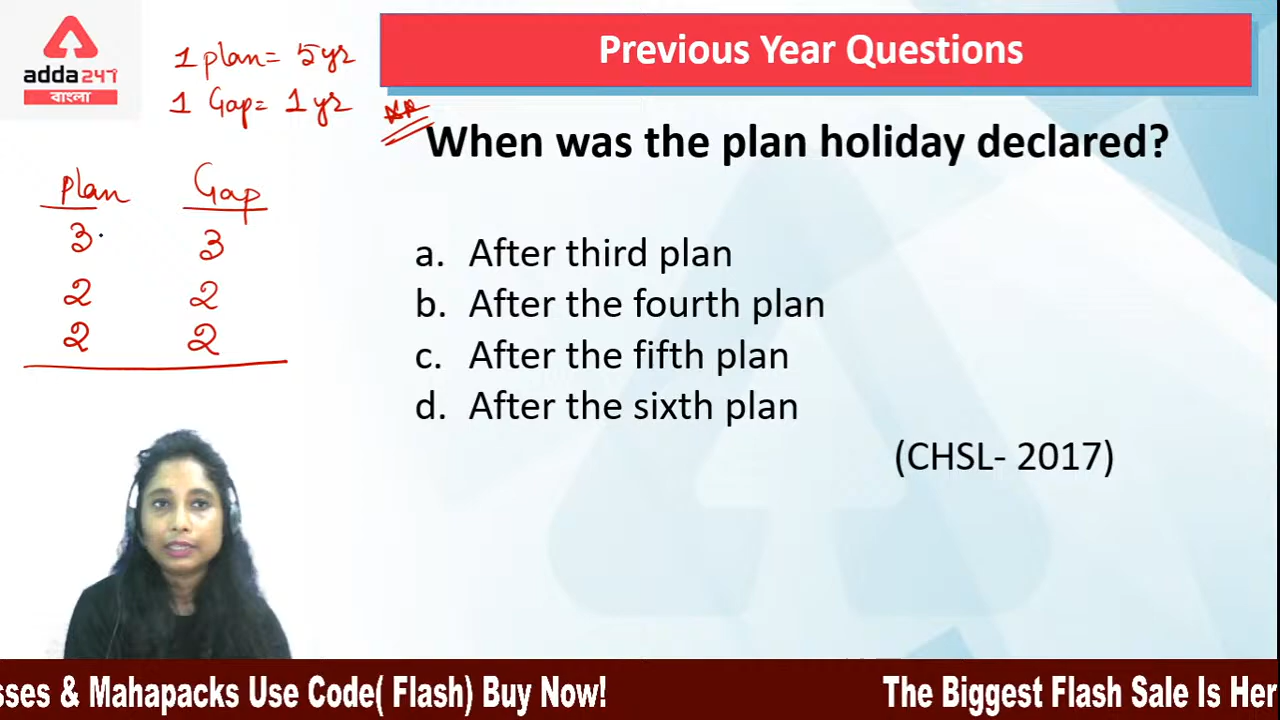 adda247
বাংলা
1 plan = 5 yr
1 Gap = 1 yr
Previous Year Questions
When was the plan holiday declared?
Plan Gap
3 3
2 2
2 2
a. After third plan
b. After the fourth plan
c. After the fifth plan
d. After the sixth plan
(CHSL- 2017)
sses & Mahapacks Use Code( Flash) Buy Now! The Biggest Flash Sale Is Her